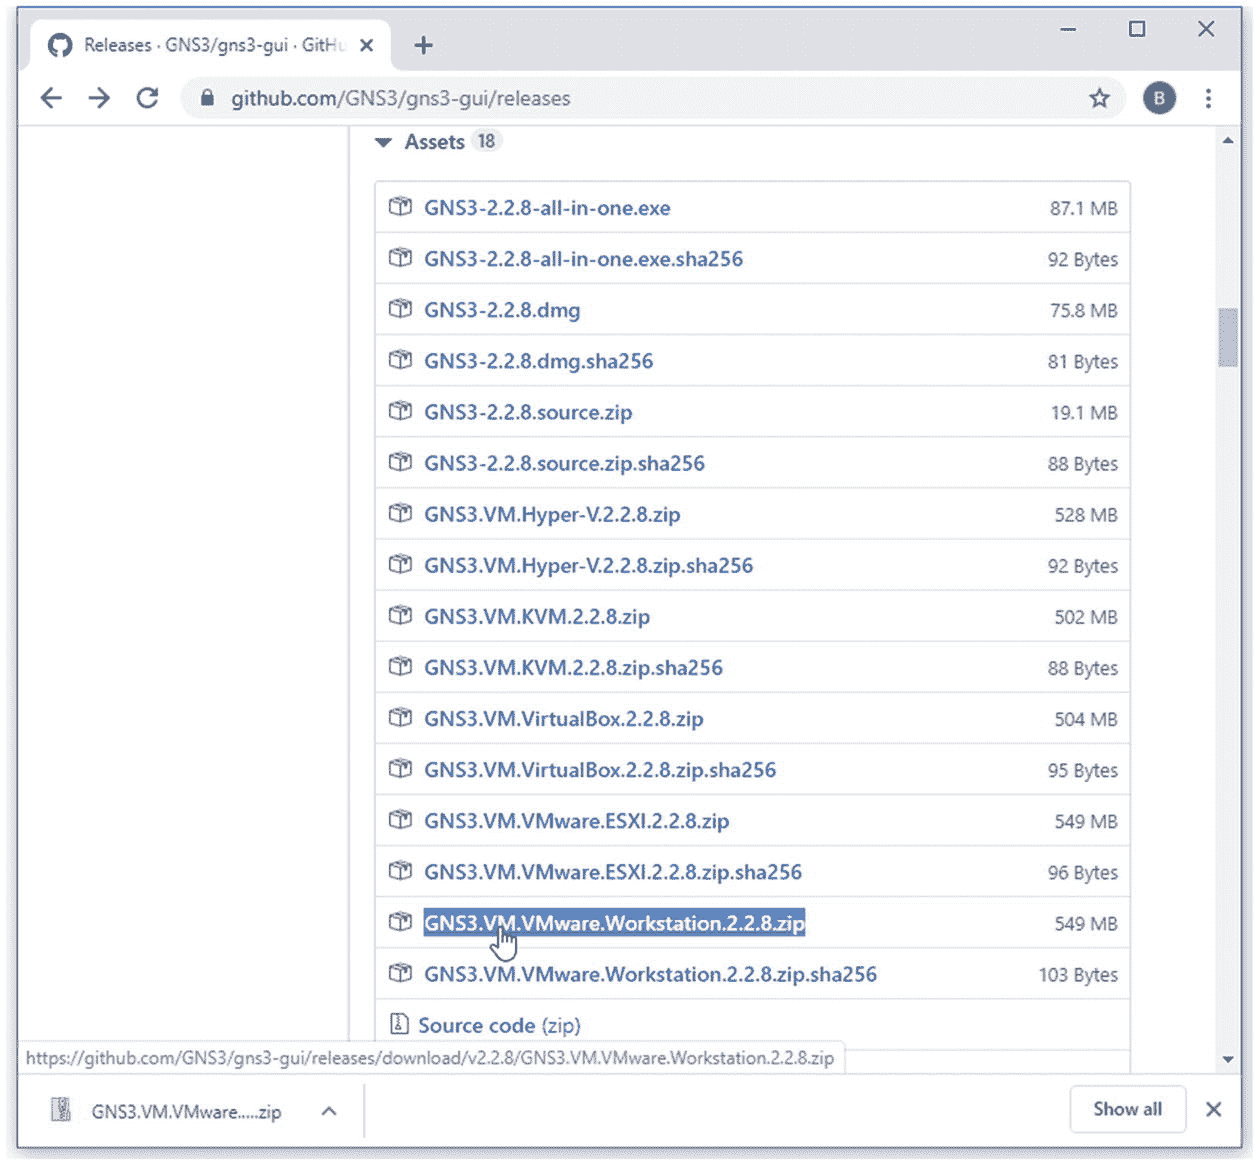 Releases · GNS3/gns3-gui · GitHu
github.com/GNS3/gns3-gui/releases
B
Assets 18
GNS3-2.2.8-all-in-one.exe 87.1 MB
GNS3-2.2.8-all-in-one.exe.sha256 92 Bytes
GNS3-2.2.8.dmg 75.8 MB
GNS3-2.2.8.dmg.sha256 81 Bytes
GNS3-2.2.8.source.zip 19.1 MB
GNS3-2.2.8.source.zip.sha256 88 Bytes
GNS3.VM.Hyper-V.2.2.8.zip 528 MB
GNS3.VM.Hyper-V.2.2.8.zip.sha256 92 Bytes
GNS3.VM.KVM.2.2.8.zip 502 MB
GNS3.VM.KVM.2.2.8.zip.sha256 88 Bytes
GNS3.VM.VirtualBox.2.2.8.zip 504 MB
GNS3.VM.VirtualBox.2.2.8.zip.sha256 95 Bytes
GNS3.VM.VMware.ESXI.2.2.8.zip 549 MB
GNS3.VM.VMware.ESXI.2.2.8.zip.sha256 96 Bytes
GNS3.VM.VMware.Workstation.2.2.8.zip 549 MB
GNS3.VM.VMware.Workstation.2.2.8.zip.sha256 103 Bytes
Source code (zip)
https://github.com/GNS3/gns3-gui/releases/download/v2.2.8/GNS3.VM.VMware.Workstation.2.2.8.zip
GNS3.VM.VMware.....zip
Show all